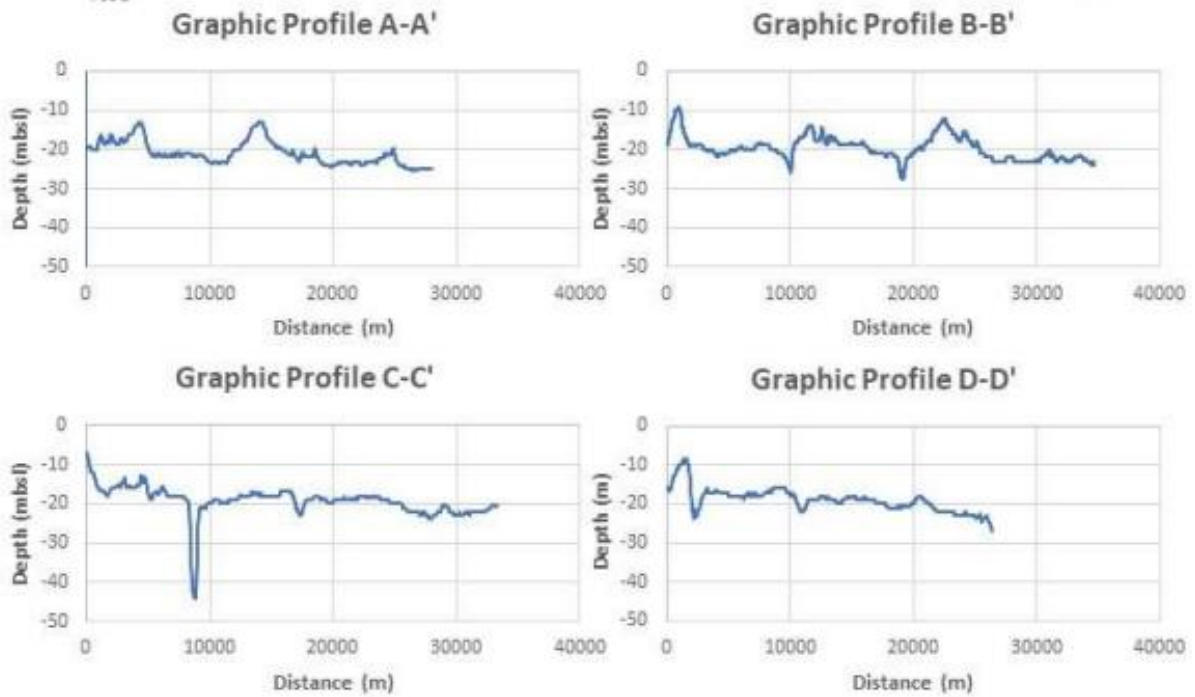 Graphic Profile A-A'
0
-10
-20
-30
-40
-50
Depth (mbsl)
0 10000 20000 30000 40000
Distance (m)
Graphic Profile B-B'
0
-10
-20
-30
-40
-50
Depth (mbsl)
0 10000 20000 30000 40000
Distance (m)
Graphic Profile C-C'
0
-10
-20
-30
-40
-50
Depth (mbsl)
0 10000 20000 30000 40000
Distance (m)
Graphic Profile D-D'
0
-10
-20
-30
-40
-50
Depth (m)
0 10000 20000 30000 40000
Distance (m)